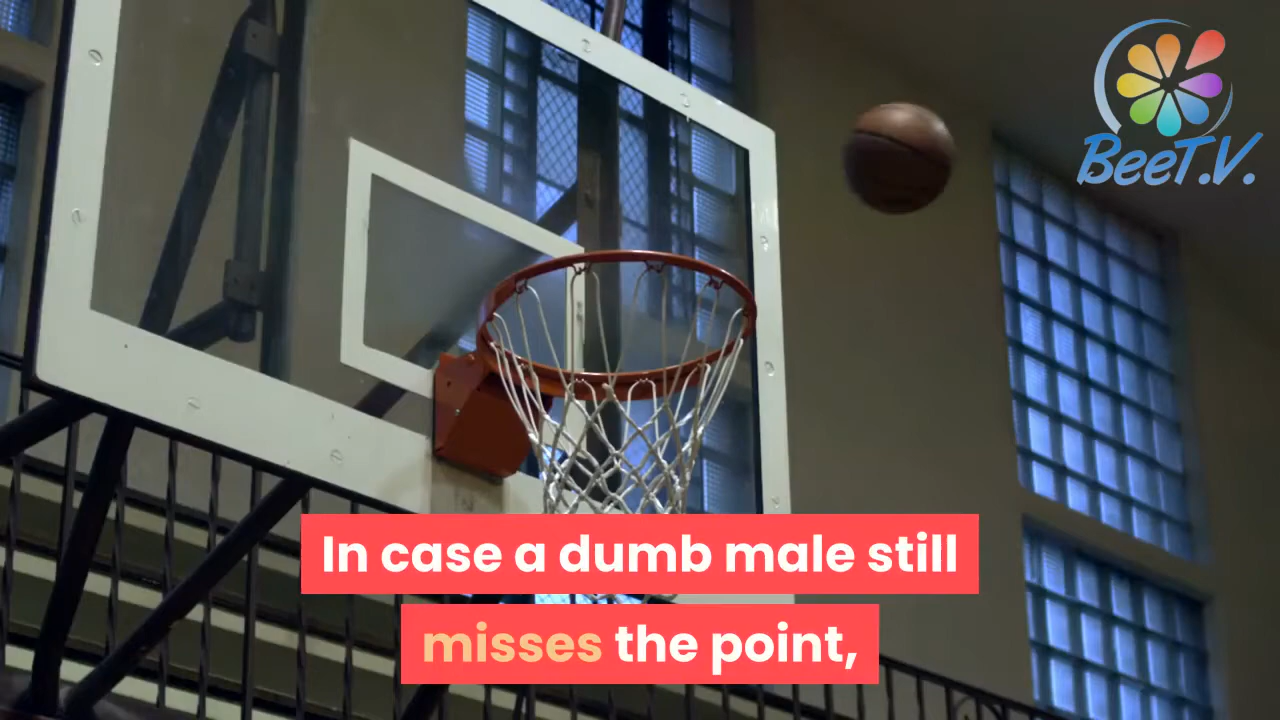 BeeT.V.
In case a dumb male still
misses the point,